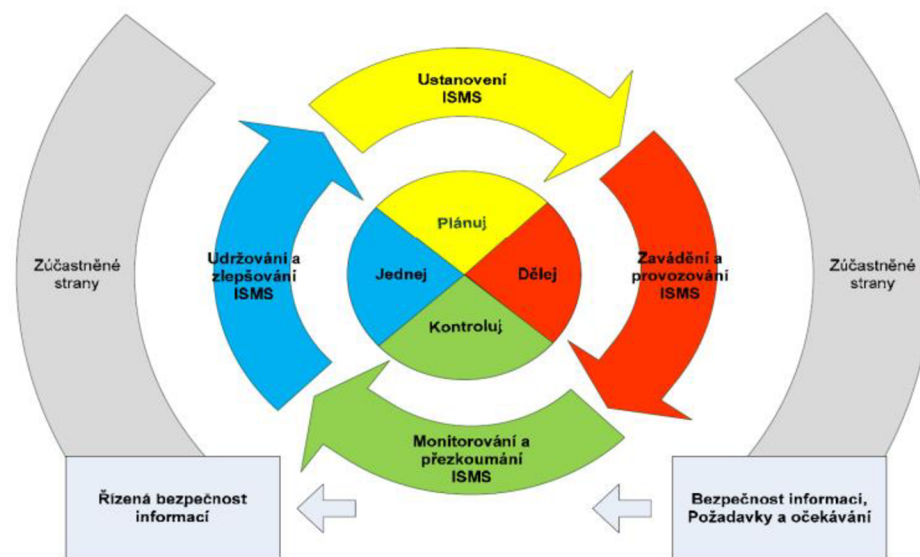 Ustanovení
ISMS
Plánuj
Zúčastněné
strany
Udržování a
zlepšování
ISMS
Jednej
Dělej
Zavádění a
provozování
ISMS
Zúčastněné
strany
Kontroluj
Monitorování a
přezkoumání
ISMS
Řízená bezpečnost
informací
Bezpečnost informací,
Požadavky a očekávání